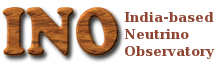 INO
India-based
Neutrino
Observatory